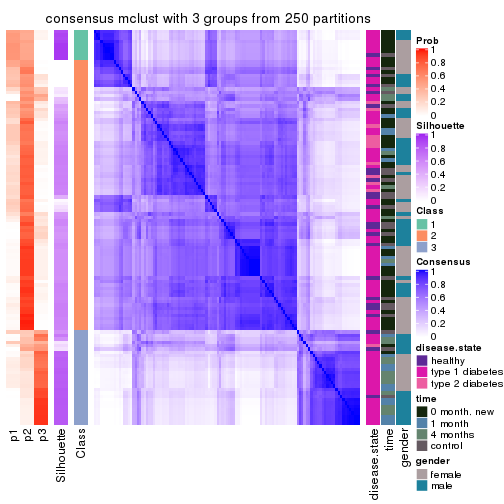 consensus mclust with 3 groups from 250 partitions
Prob
1
0.8
0.6
0.4
0.2
0
Silhouette
1
0.8
0.6
0.4
0.2
0
Class
1
2
3
Consensus
1
0.8
0.6
0.4
0.2
0
disease.state
healthy
type 1 diabetes
type 2 diabetes
time
0 month, new
1 month
4 months
control
gender
female
male
p1
p2
p3
Silhouette
Class
disease.state
time
gender